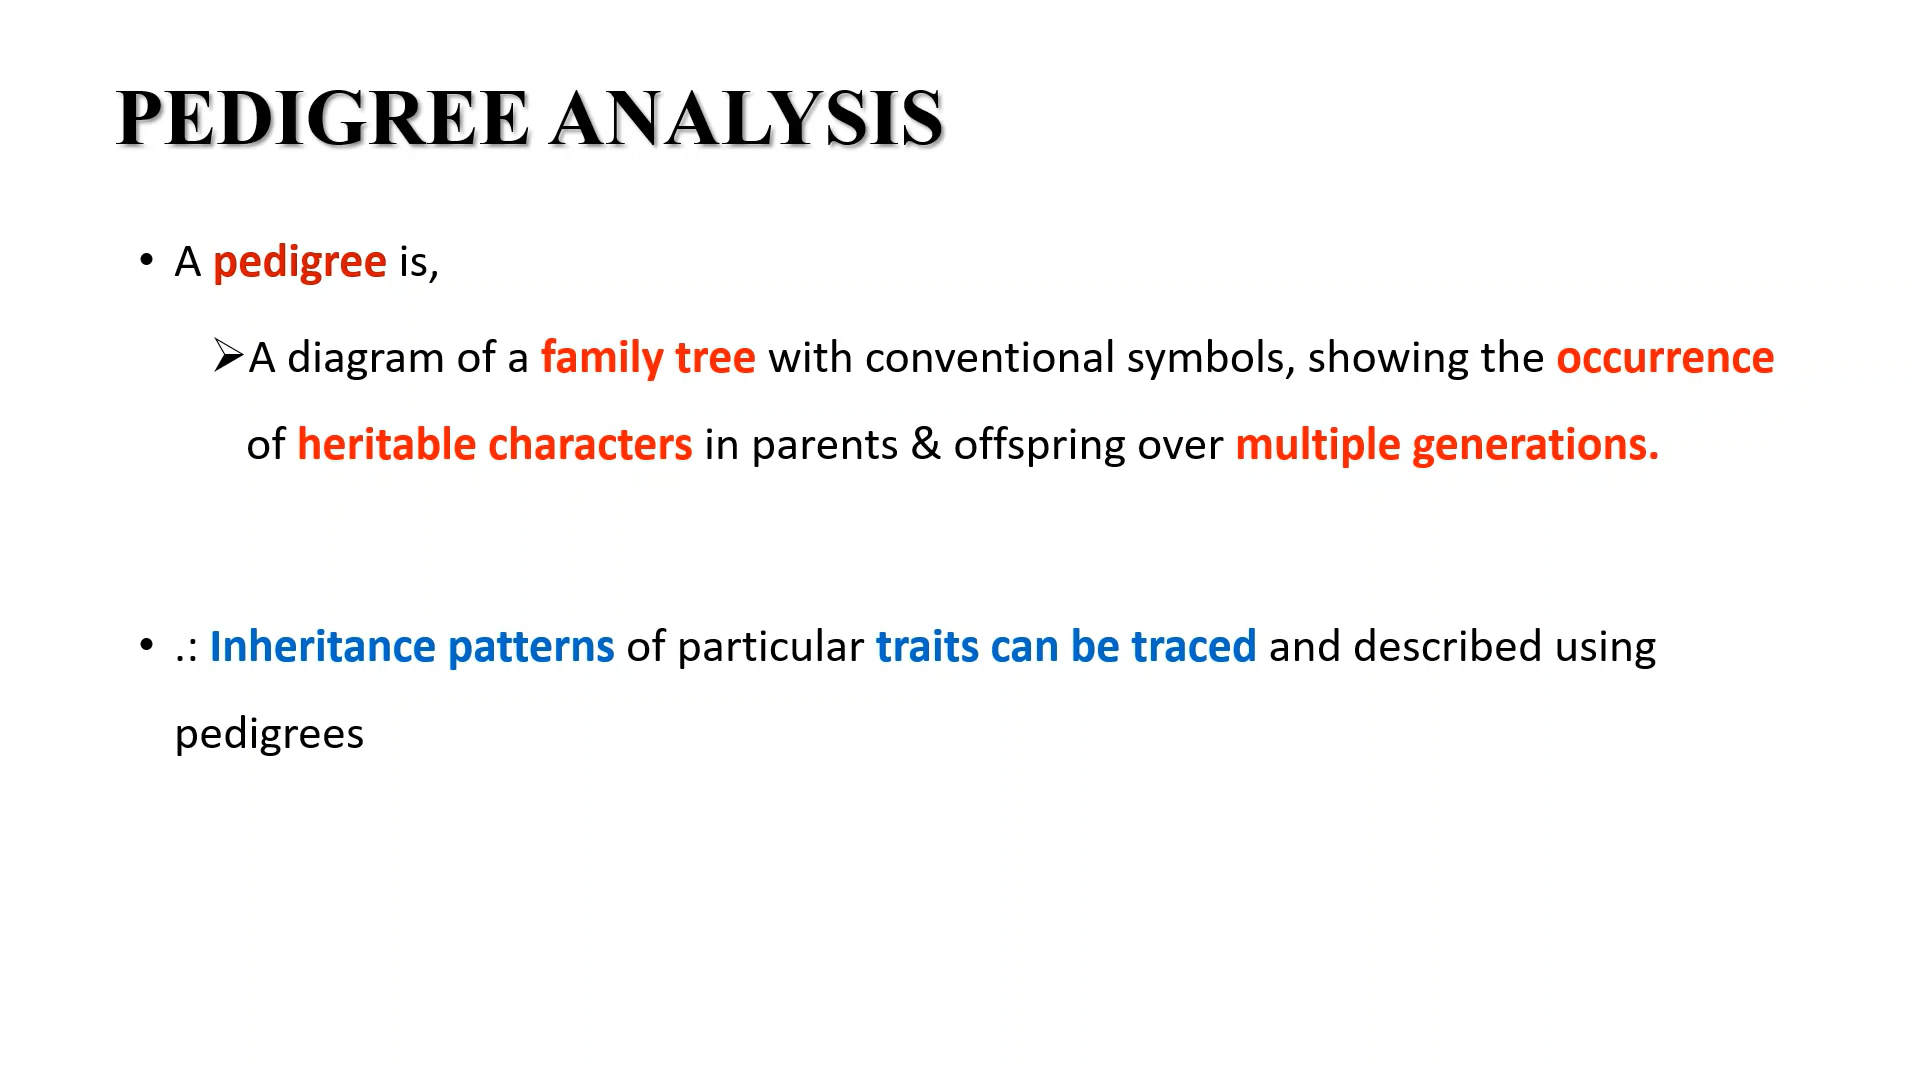 PEDIGREE ANALYSIS
• A pedigree is,
➢A diagram of a family tree with conventional symbols, showing the occurrence
of heritable characters in parents & offspring over multiple generations.
• .: Inheritance patterns of particular traits can be traced and described using
pedigrees